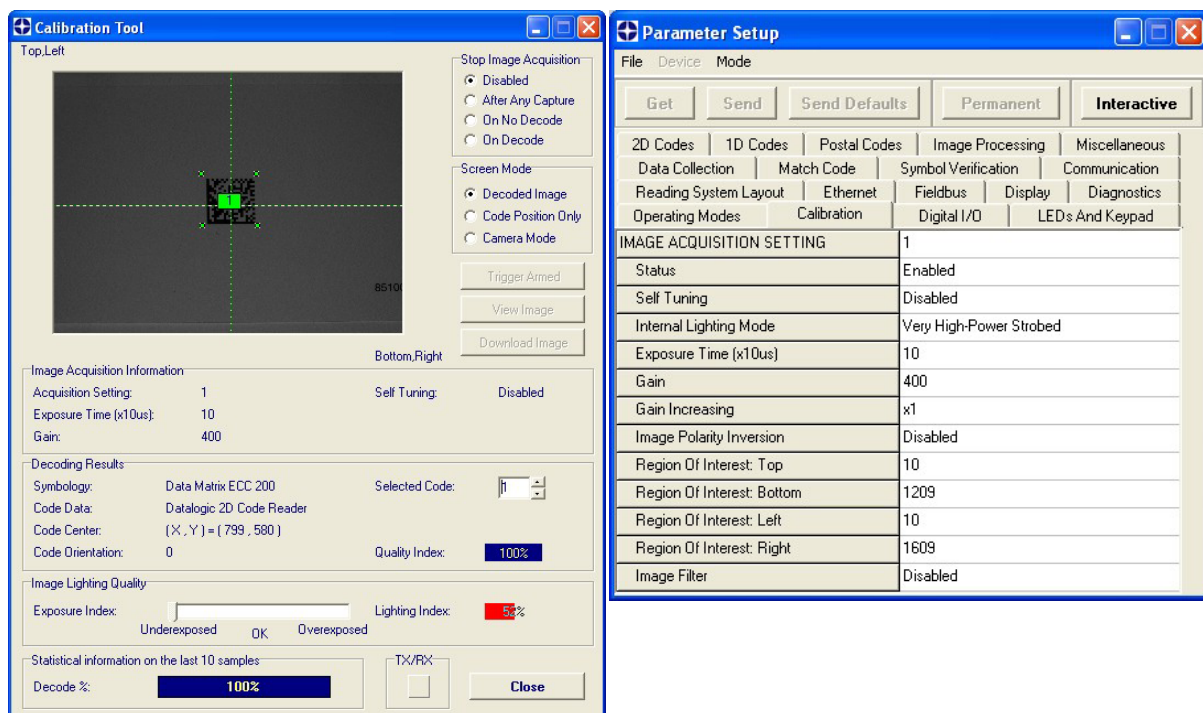 Calibration Tool
Top,Left
1
8510
Bottom,Right
Stop Image Acquisition
Disabled
After Any Capture
On No Decode
On Decode
Screen Mode
Decoded Image
Code Position Only
Camera Mode
Trigger Armed
View Image
Download Image
Image Acquisition Information
Acquisition Setting: 1 Self Tuning: Disabled
Exposure Time (x10us): 10
Gain: 400
Decoding Results
Symbology: Data Matrix ECC 200 Selected Code: 1
Code Data: Datalogic 2D Code Reader
Code Center: ( X , Y ) = ( 799 , 580 )
Code Orientation: 0 Quality Index: 100%
Image Lighting Quality
Exposure Index: Lighting Index:
Underexposed OK Overexposed
Statistical information on the last 10 samples
TX/RX
Decode %: 100% Close
Parameter Setup
File Device Mode
Get Send Send Defaults Permanent Interactive
2D Codes 1D Codes Postal Codes Image Processing Miscellaneous
Data Collection Match Code Symbol Verification Communication
Reading System Layout Ethernet Fieldbus Display Diagnostics
Operating Modes Calibration Digital I/O LEDs And Keypad
IMAGE ACQUISITION SETTING 1
Status Enabled
Self Tuning Disabled
Internal Lighting Mode Very High-Power Strobed
Exposure Time (x10us) 10
Gain 400
Gain Increasing x1
Image Polarity Inversion Disabled
Region Of Interest: Top 10
Region Of Interest: Bottom 1209
Region Of Interest: Left 10
Region Of Interest: Right 1609
Image Filter Disabled